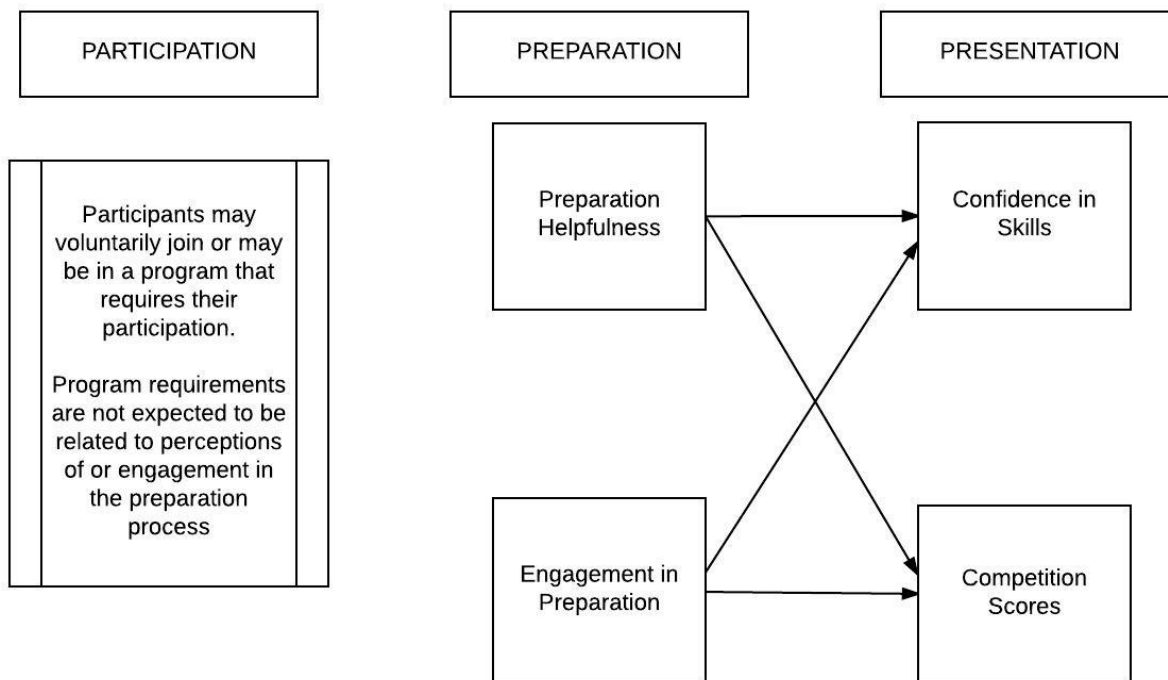 PARTICIPATION
PREPARATION
PRESENTATION
Participants may
voluntarily join or may
be in a program that
requires their
participation.
Program requirements
are not expected to be
related to perceptions
of or engagement in
the preparation
process
Preparation
Helpfulness
Confidence in
Skills
Engagement in
Preparation
Competition
Scores